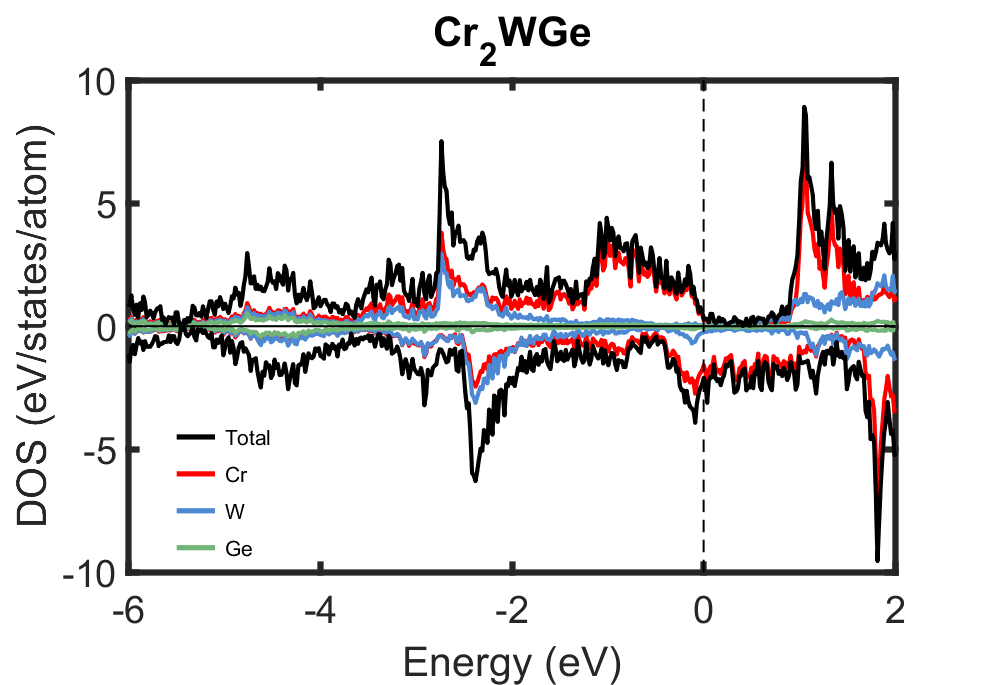 Cr₂WGe
DOS (eV/states/atom)
10
5
0
-5
-10
Total
Cr
W
Ge
-6 -4 -2 0 2
Energy (eV)